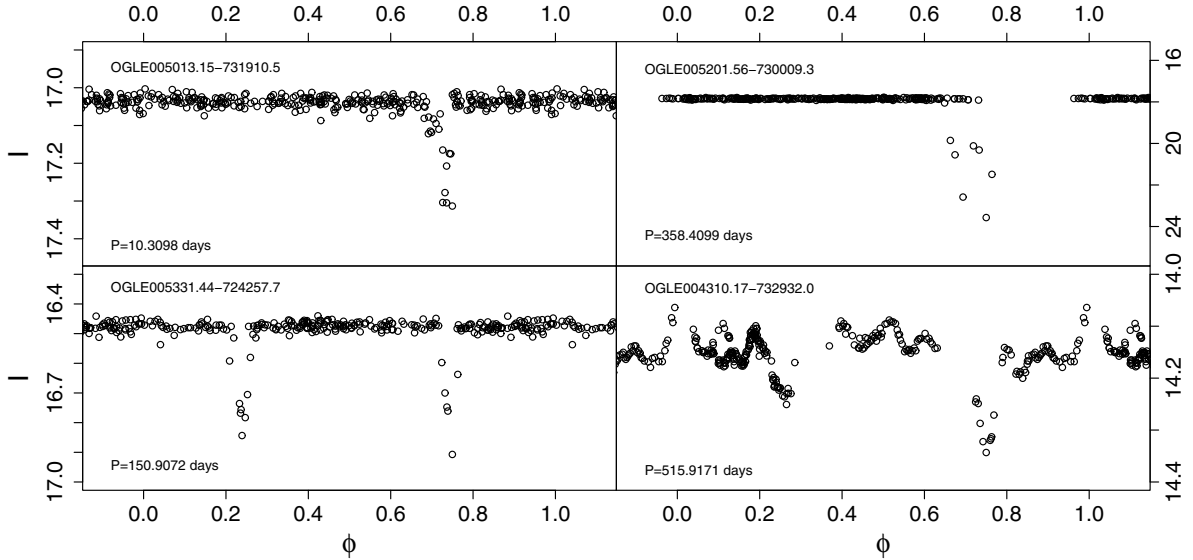 0.0 0.2 0.4 0.6 0.8 1.0 0.0 0.2 0.4 0.6 0.8 1.0
OGLE005013.15−731910.5
OGLE005201.56−730009.3
P=10.3098 days
P=358.4099 days
17.0 17.2 17.4
I
16 20 24
OGLE005331.44−724257.7
OGLE004310.17−732932.0
P=150.9072 days
P=515.9171 days
16.4 16.7 17.0
I
14.0 14.2 14.4
0.0 0.2 0.4 0.6 0.8 1.0 0.0 0.2 0.4 0.6 0.8 1.0
ϕ ϕ